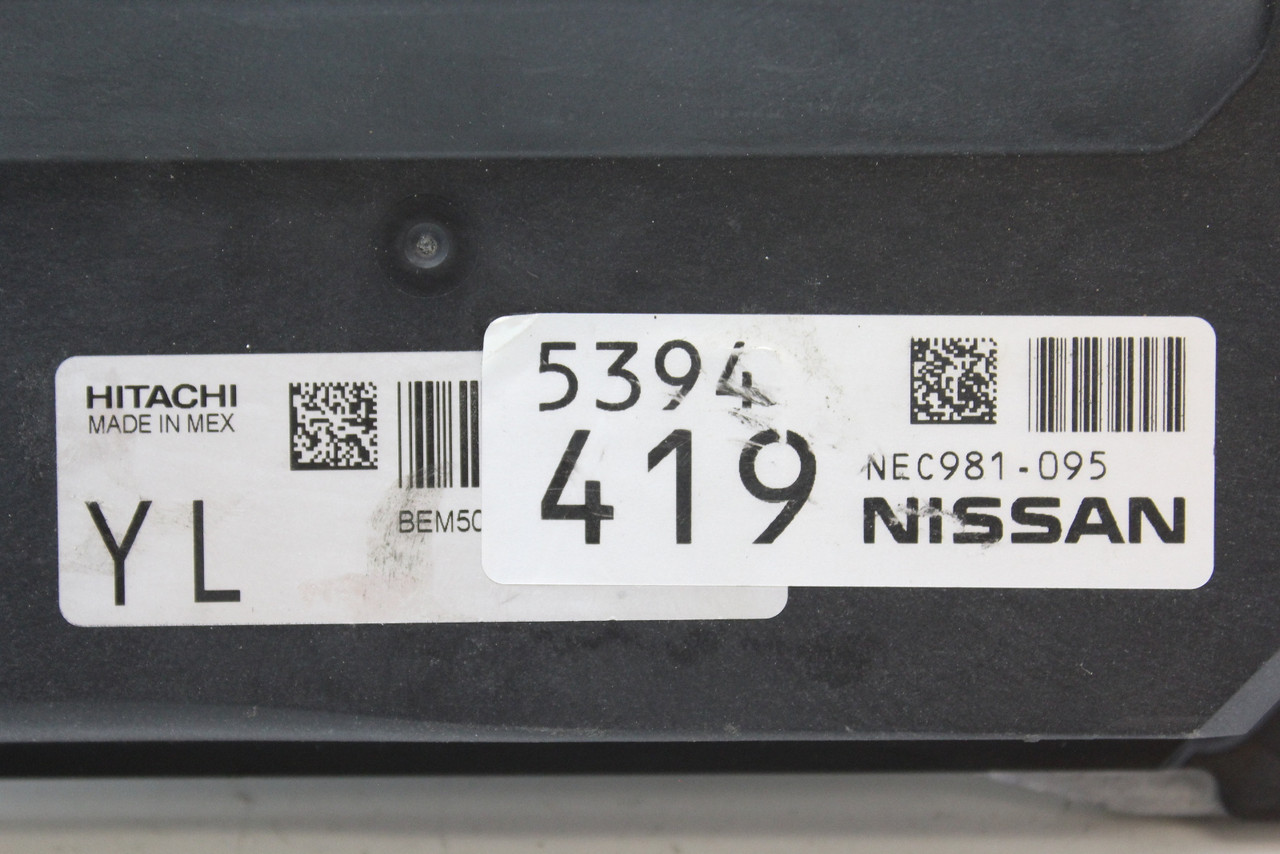 HITACHI
MADE IN MEX
BEM50
YL
5394
419
NEC981-095
NISSAN